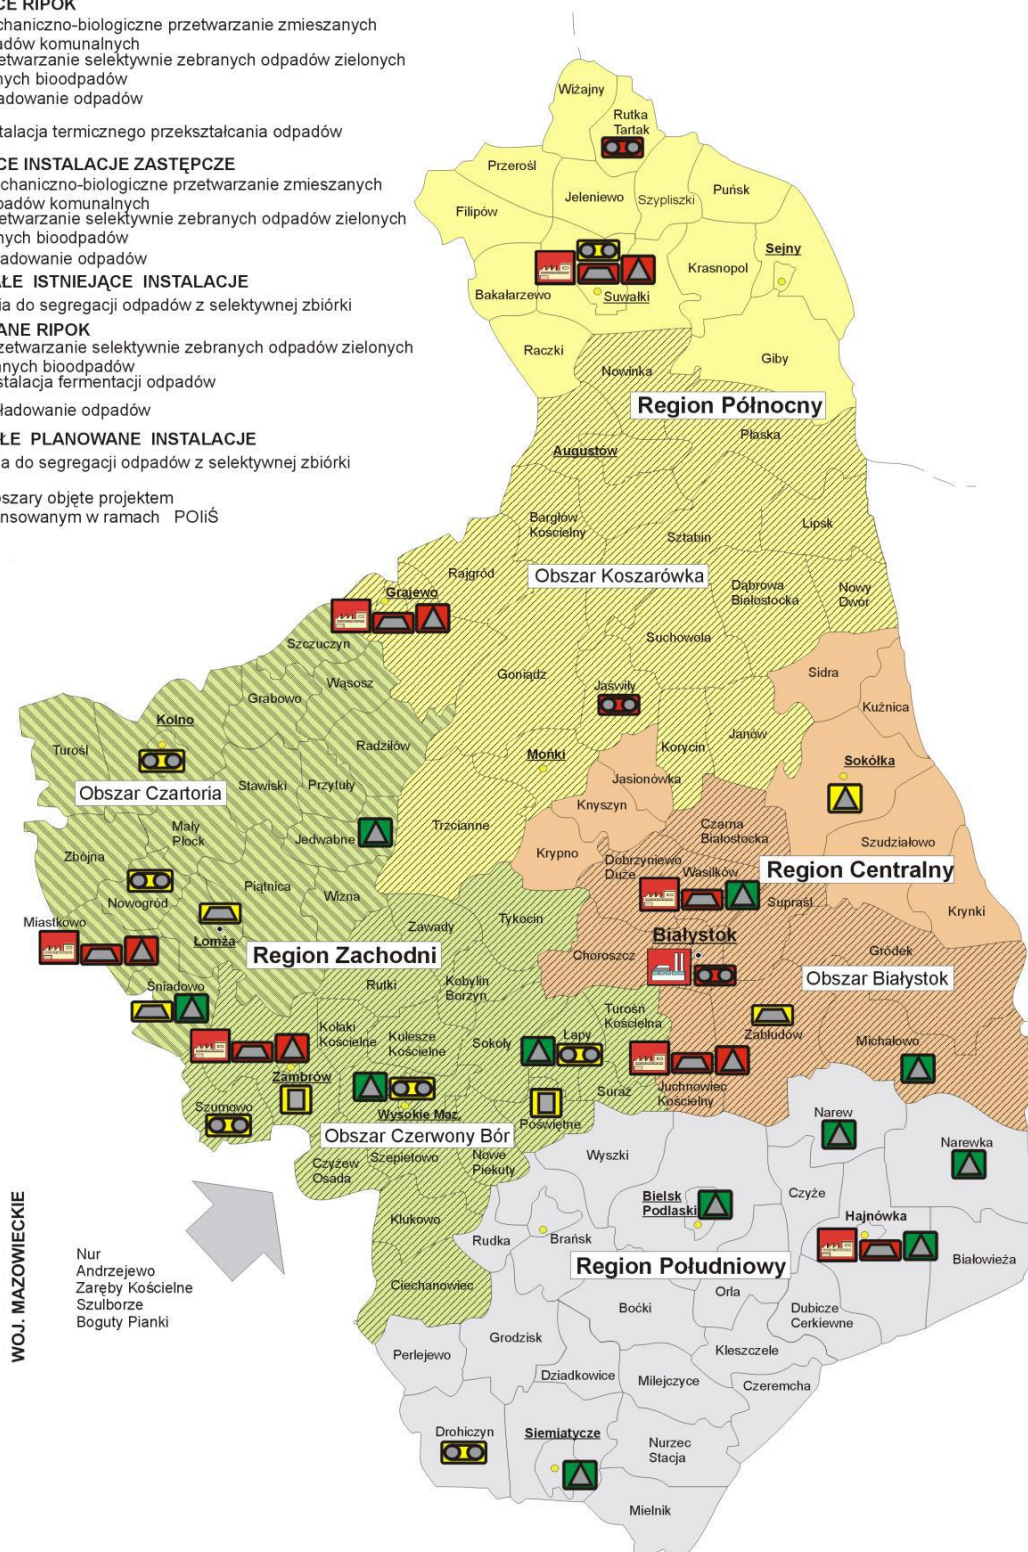 CE RIPOK
chaniczno-biologiczne przetwarzanie zmieszanych
adów komunalnych
etwarzanie selektywnie zebranych odpadów zielonych
nych bioodpadów
adowanie odpadów
stalacja termicznego przekształcania odpadów
CE INSTALACJE ZASTĘPCZE
echaniczno-biologiczne przetwarzanie zmieszanych
padów komunalnych
etwarzanie selektywnie zebranych odpadów zielonych
nych bioodpadów
adowanie odpadów
AŁE ISTNIEJĄCE INSTALACJE
ia do segregacji odpadów z selektywnej zbiórki
ANE RIPOK
zetwarzanie selektywnie zebranych odpadów zielonych
anych bioodpadów
stalacja fermentacji odpadów
ładowanie odpadów
ŁE PLANOWANE INSTALACJE
a do segregacji odpadów z selektywnej zbiórki
oszary objęte projektem
ansowanym w ramach POIiŚ
Wiżajny
Rutka
Tartak
Przerośl
Jeleniewo
Szypliszki
Puńsk
Filipów
Sejny
Krasnopol
Bakałarzewo
Suwałki
Raczki
Giby
Nowinka
Region Północny
Płaska
Augustów
Bargłów
Kościelny
Lipsk
Sztabin
Rajgród
Obszar Koszarówka
Dąbrowa
Białostocka
Nowy
Dwór
Grajewo
Suchowola
Szczuczyn
Goniądz
Sidra
Wąsosz
Grabowo
Jaświły
Kuźnica
Kolno
Turośl
Radziłów
Korycin
Janów
Mońki
Sokółka
Jasionówka
Stawiski
Przytuły
Obszar Czartoria
Knyszyn
Trzcianne
Czarna
Białostocka
Mały
Płock
Jedwabne
Szudziałowo
Zbójna
Krypno
Dobrzyniewo
Duże
Wasilków
Region Centralny
Piątnica
Wizna
Nowogród
Supraśl
Krynki
Miastkowo
Tykocin
Zawady
Łomża
Białystok
Region Zachodni
Choroszcz
Gródek
Obszar Białystok
Śniadowo
Rutki
Kobylin
Borzyn
Turośń
Kościelna
Kołaki
Kościelne
Kulesze
Kościelne
Sokoły
Łapy
Zabłudów
Michałowo
Zambrów
Juchnowiec
Kościelny
Suraż
Szumowo
Wysokie Maz.
Poświętne
Narew
Obszar Czerwony Bór
Narewka
Czyżew
Osada
Szepietowo
Nowe
Piekuty
Wyszki
Czyże
Bielsk
Podlaski
Klukowo
Hajnówka
Rudka
Brańsk
Białowieża
Region Południowy
Ciechanowiec
Orla
Boćki
Dubicze
Cerkiewne
Grodzisk
Perlejewo
Kleszczele
Dziadkowice
Milejczyce
Czeremcha
Drohiczyn
Siemiatycze
Nurzec
Stacja
Mielnik
WOJ. MAZOWIECKIE
Nur
Andrzejewo
Zaręby Kościelne
Szulborze
Boguty Pianki